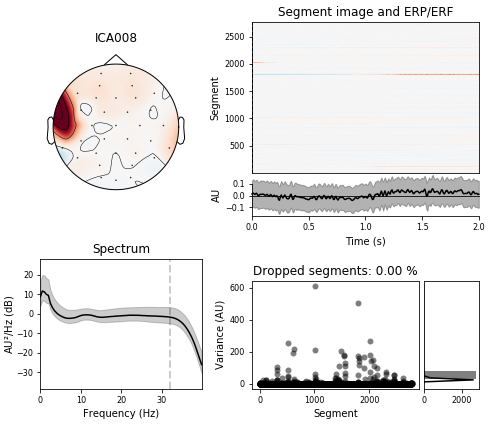 ICA008
Segment image and ERP/ERF
Segment
2500
2000
1500
1000
500
AU
0.1
0.0
−0.1
0.0 0.5 1.0 1.5 2.0
Time (s)
Spectrum
AU²/Hz (dB)
20
10
0
−10
−20
−30
0 10 20 30
Frequency (Hz)
Dropped segments: 0.00 %
Variance (AU)
600
400
200
0
0 1000 2000
0 2000
Segment